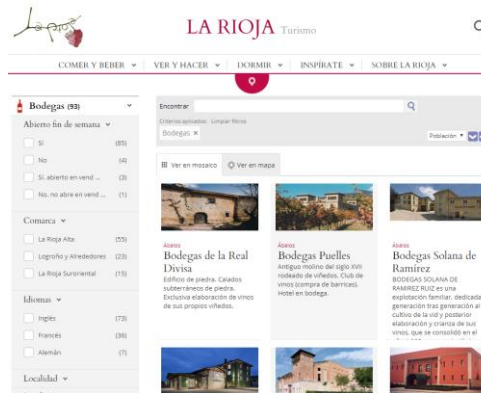 La Rioja
LA RIOJA Turismo
COMER Y BEBER
VER Y HACER
DORMIR
INSPÍRATE
SOBRE LA RIOJA
Bodegas (93)
Abierto fin de semana
Sí (85)
No (4)
Sí, abierto en vend ... (3)
No, no abre en vend ... (1)
Comarca
La Rioja Alta (55)
Logroño y Alrededores (23)
La Rioja Suroriental (15)
Idiomas
Inglés (73)
Francés (36)
Alemán (7)
Localidad
Encontrar
Criterios aplicados: Limpiar filtros
Bodegas ×
Población
Ver en mosaico
Ver en mapa
Ábalos
Bodegas de la Real
Divisa
Edificio de piedra. Calados
subterráneos de piedra.
Exclusiva elaboración de vinos
de sus propios viñedos.
Ábalos
Bodegas Puelles
Antiguo molino del siglo XVII
rodeado de viñedos. Club de
vinos (compra de barricas).
Hotel en bodega.
Ábalos
Bodegas Solana de
Ramírez
BODEGAS SOLANA DE
RAMIREZ RUIZ es una
explotación familiar, dedicada
generación tras generación al
cultivo de la vid y posterior
elaboración y crianza de sus
vinos, que se consolidó en el